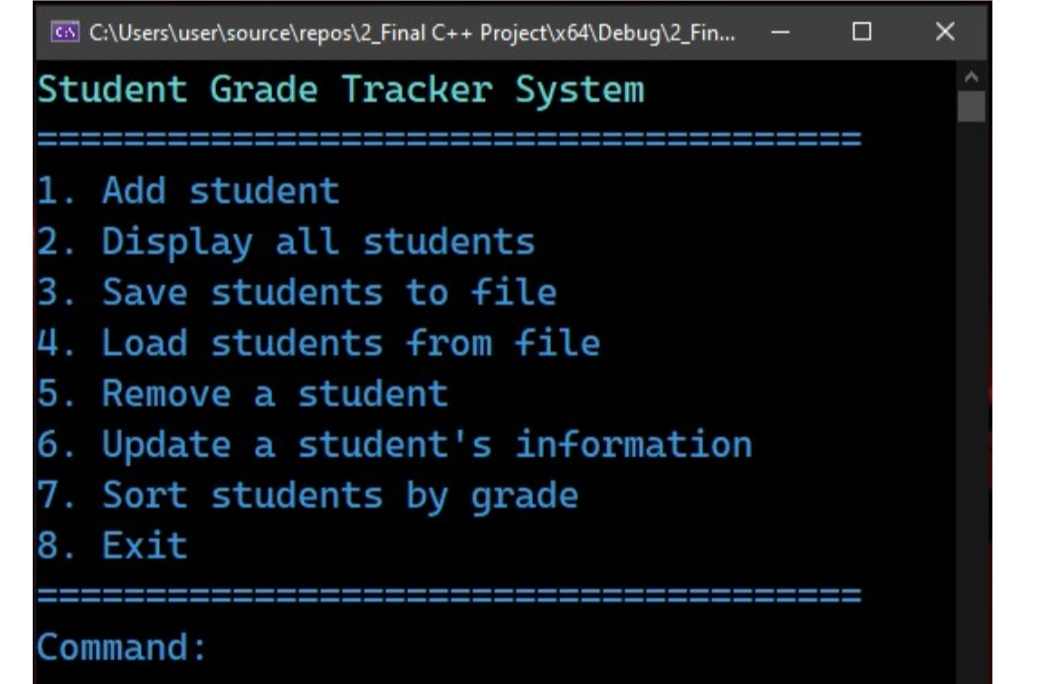 C:\Users\user\source\repos\2_Final C++ Project\x64\Debug\2_Fin...
Student Grade Tracker System
======================================
1. Add student
2. Display all students
3. Save students to file
4. Load students from file
5. Remove a student
6. Update a student's information
7. Sort students by grade
8. Exit
======================================
Command: